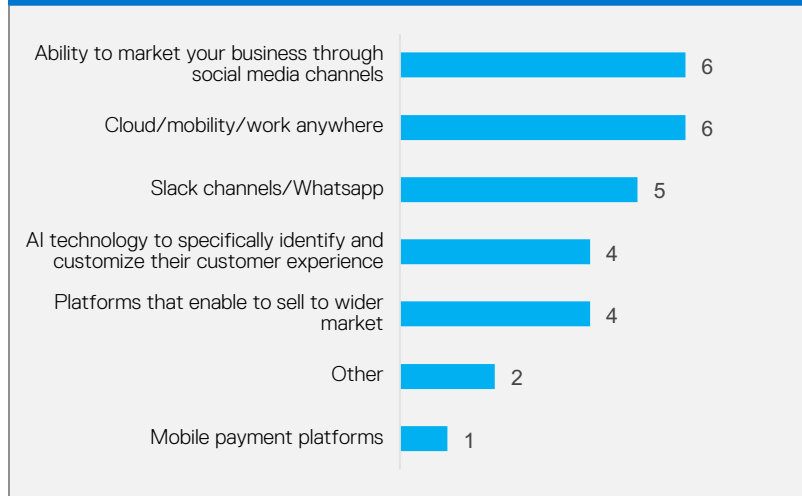 Ability to market your business through
social media channels
6
Cloud/mobility/work anywhere
6
Slack channels/Whatsapp
5
AI technology to specifically identify and
customize their customer experience
4
Platforms that enable to sell to wider
market
4
Other
2
Mobile payment platforms
1